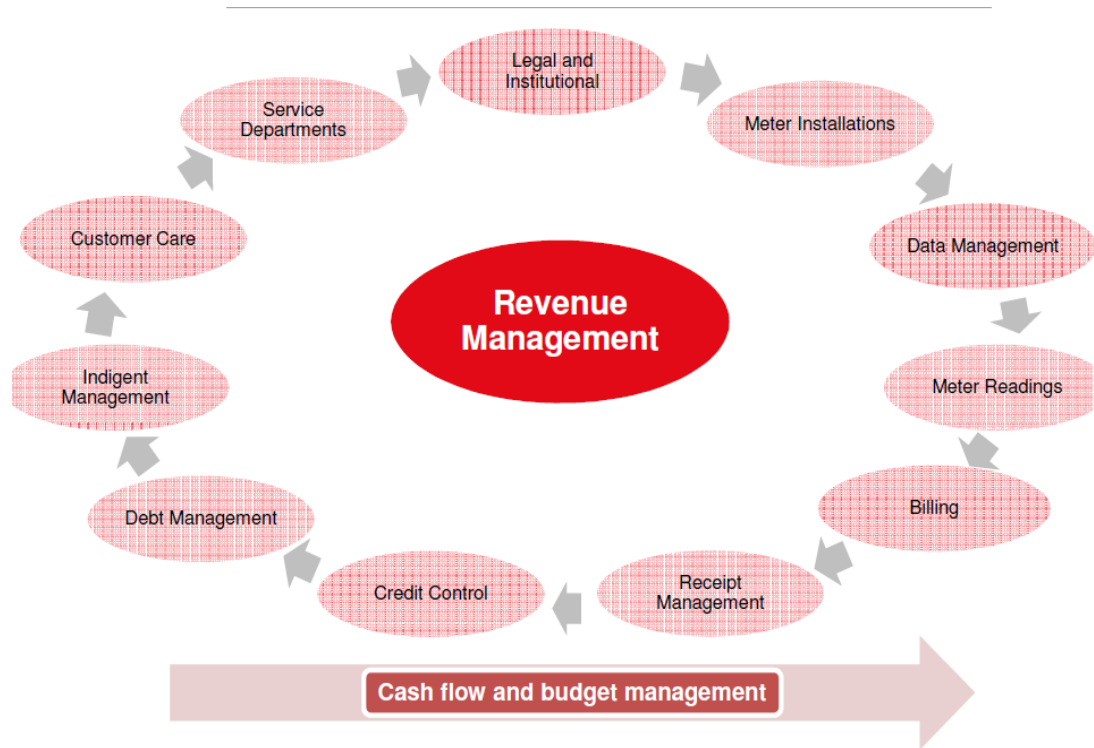 Legal and
Institutional
Meter Installations
Data Management
Meter Readings
Billing
Receipt
Management
Credit Control
Debt Management
Indigent
Management
Customer Care
Service
Departments
Revenue
Management
Cash flow and budget management